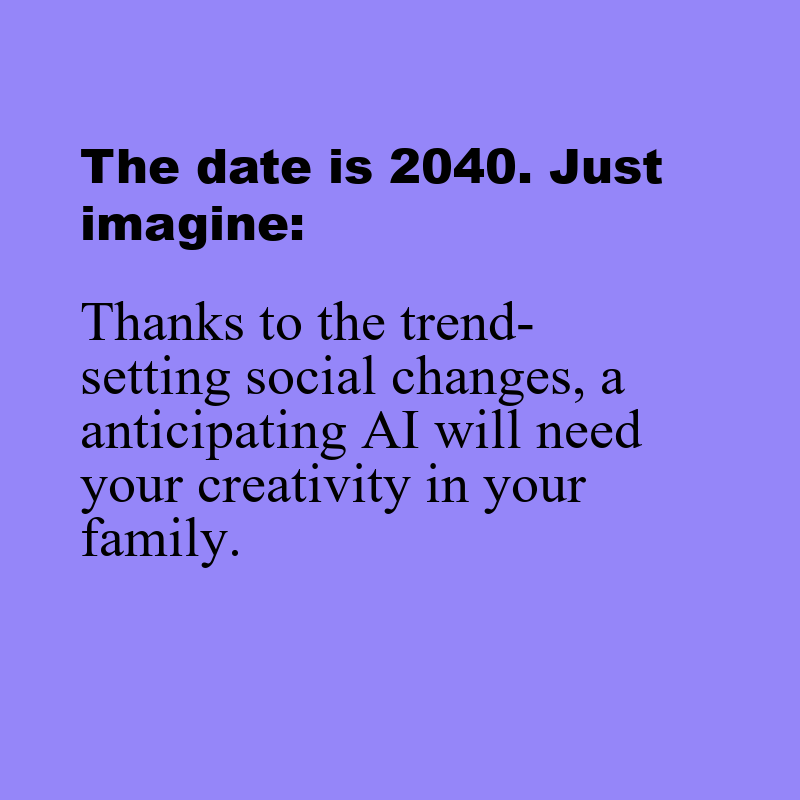 The date is 2040. Just
imagine:
Thanks to the trend-
setting social changes, a
anticipating AI will need
your creativity in your
family.